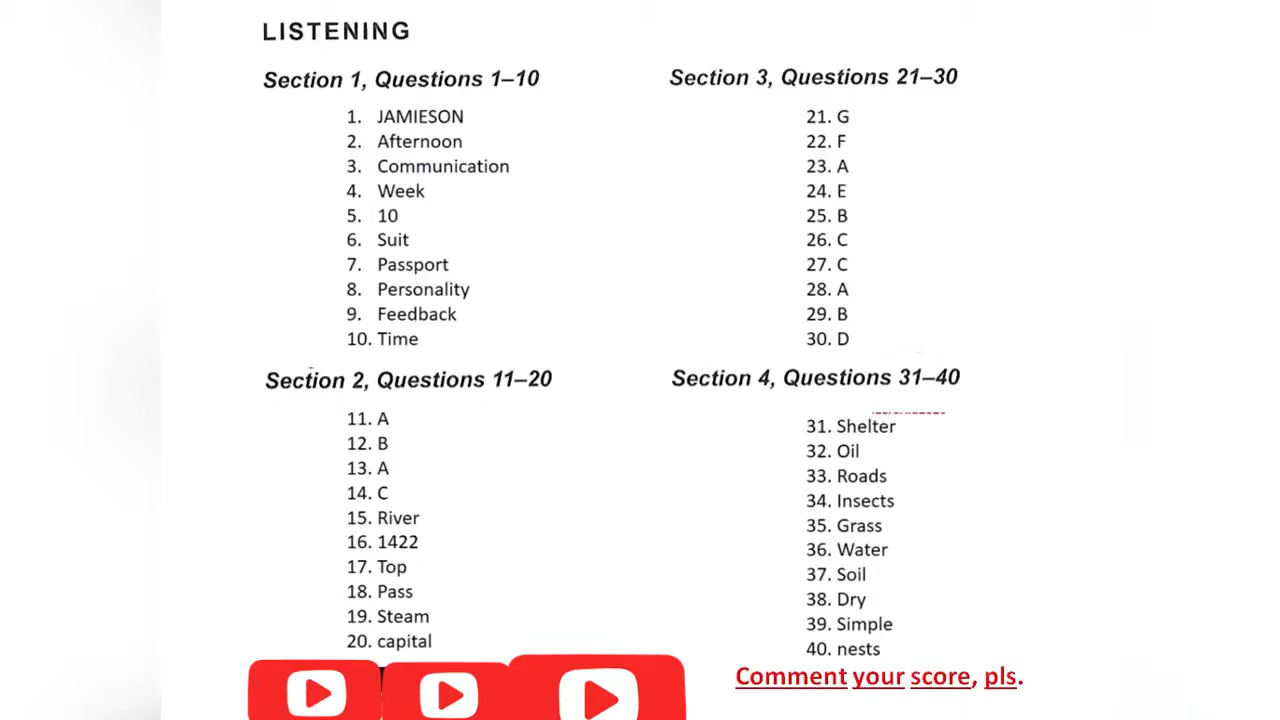 LISTENING
Section 1, Questions 1–10
1. JAMIESON
2. Afternoon
3. Communication
4. Week
5. 10
6. Suit
7. Passport
8. Personality
9. Feedback
10. Time
Section 2, Questions 11–20
11. A
12. B
13. A
14. C
15. River
16. 1422
17. Top
18. Pass
19. Steam
20. capital
Section 3, Questions 21–30
21. G
22. F
23. A
24. E
25. B
26. C
27. C
28. A
29. B
30. D
Section 4, Questions 31–40
31. Shelter
32. Oil
33. Roads
34. Insects
35. Grass
36. Water
37. Soil
38. Dry
39. Simple
40. nests
Comment your score, pls.